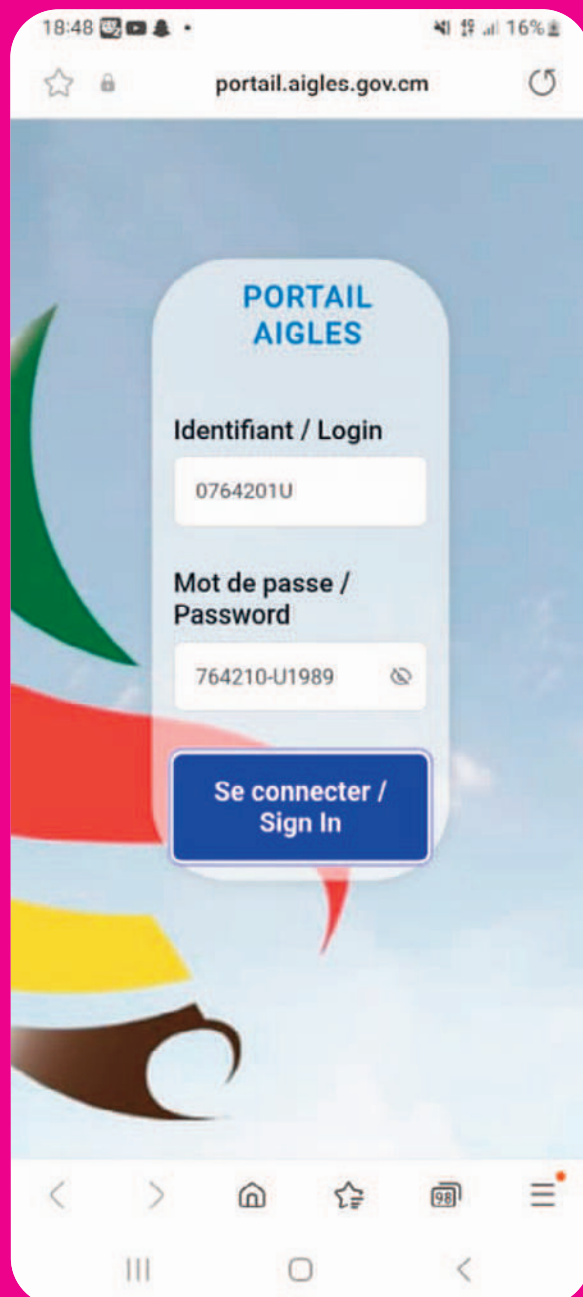 18:48
16%
portail.aigles.gov.cm
PORTAIL
AIGLES
Identifiant / Login
0764201U
Mot de passe /
Password
764210-U1989
Se connecter /
Sign In
98